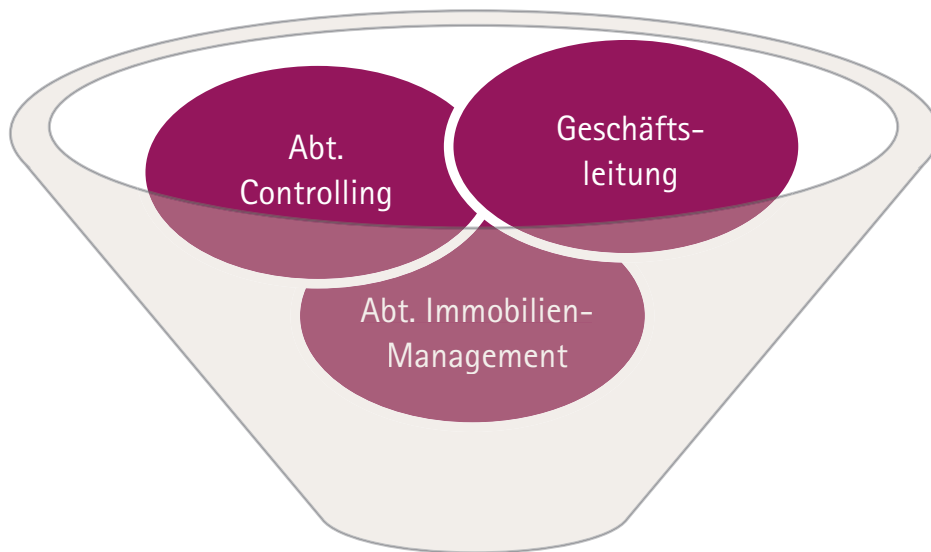 Abt.
Controlling
Geschäfts-
leitung
Abt. Immobilien-
Management